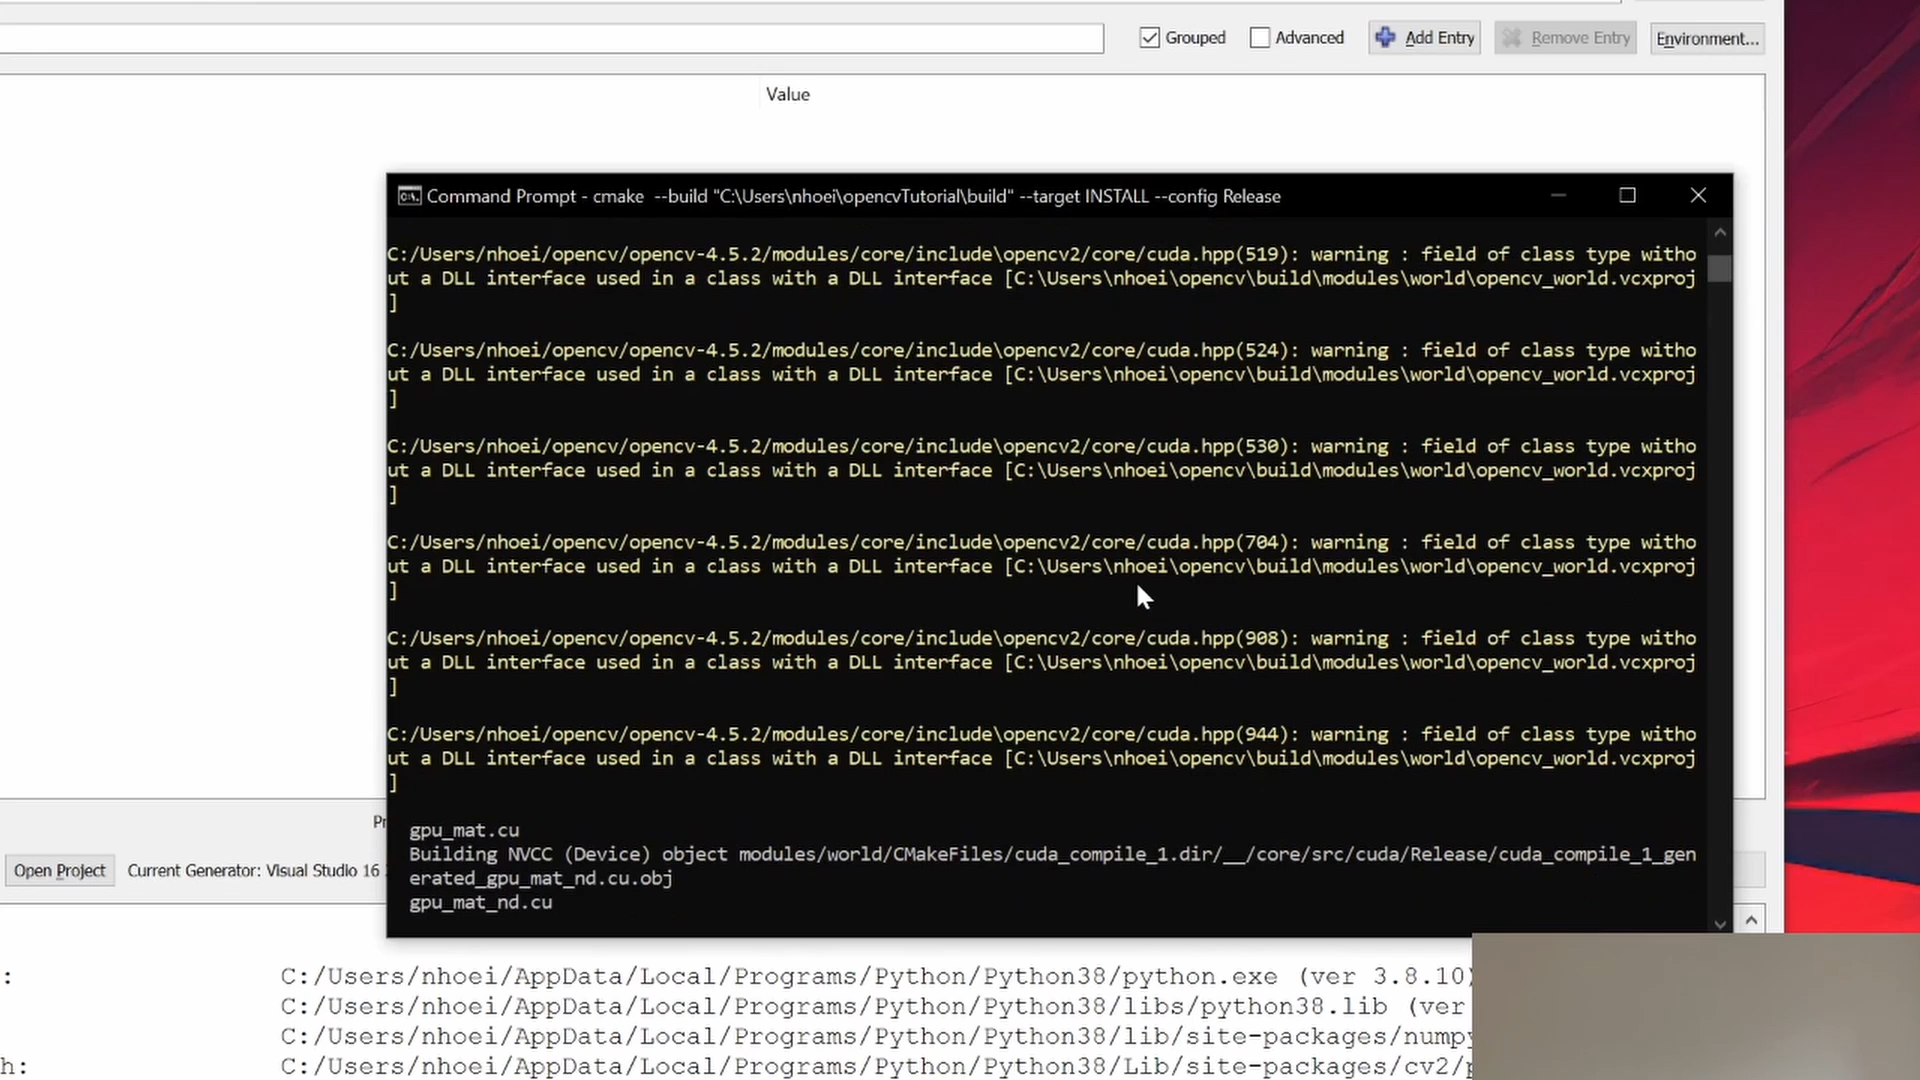 Grouped Advanced Add Entry Remove Entry Environment...
Value
Command Prompt - cmake --build "C:\Users\nhoei\opencvTutorial\build" --target INSTALL --config Release
C:/Users/nhoei/opencv/opencv-4.5.2/modules/core/include\opencv2/core/cuda.hpp(519): warning : field of class type witho
ut a DLL interface used in a class with a DLL interface [C:\Users\nhoei\opencv\build\modules\world\opencv_world.vcxproj
]
C:/Users/nhoei/opencv/opencv-4.5.2/modules/core/include\opencv2/core/cuda.hpp(524): warning : field of class type witho
ut a DLL interface used in a class with a DLL interface [C:\Users\nhoei\opencv\build\modules\world\opencv_world.vcxproj
]
C:/Users/nhoei/opencv/opencv-4.5.2/modules/core/include\opencv2/core/cuda.hpp(530): warning : field of class type witho
ut a DLL interface used in a class with a DLL interface [C:\Users\nhoei\opencv\build\modules\world\opencv_world.vcxproj
]
C:/Users/nhoei/opencv/opencv-4.5.2/modules/core/include\opencv2/core/cuda.hpp(704): warning : field of class type witho
ut a DLL interface used in a class with a DLL interface [C:\Users\nhoei\opencv\build\modules\world\opencv_world.vcxproj
]
C:/Users/nhoei/opencv/opencv-4.5.2/modules/core/include\opencv2/core/cuda.hpp(908): warning : field of class type witho
ut a DLL interface used in a class with a DLL interface [C:\Users\nhoei\opencv\build\modules\world\opencv_world.vcxproj
]
C:/Users/nhoei/opencv/opencv-4.5.2/modules/core/include\opencv2/core/cuda.hpp(944): warning : field of class type witho
ut a DLL interface used in a class with a DLL interface [C:\Users\nhoei\opencv\build\modules\world\opencv_world.vcxproj
]
gpu_mat.cu
Building NVCC (Device) object modules/world/CMakeFiles/cuda_compile_1.dir/__/core/src/cuda/Release/cuda_compile_1_gen
erated_gpu_mat_nd.cu.obj
gpu_mat_nd.cu
Open Project Current Generator: Visual Studio 16
: C:/Users/nhoei/AppData/Local/Programs/Python/Python38/python.exe (ver 3.8.10)
C:/Users/nhoei/AppData/Local/Programs/Python/Python38/libs/python38.lib (ver
C:/Users/nhoei/AppData/Local/Programs/Python/Python38/lib/site-packages/numpy
h: C:/Users/nhoei/AppData/Local/Programs/Python/Python38/Lib/site-packages/cv2/